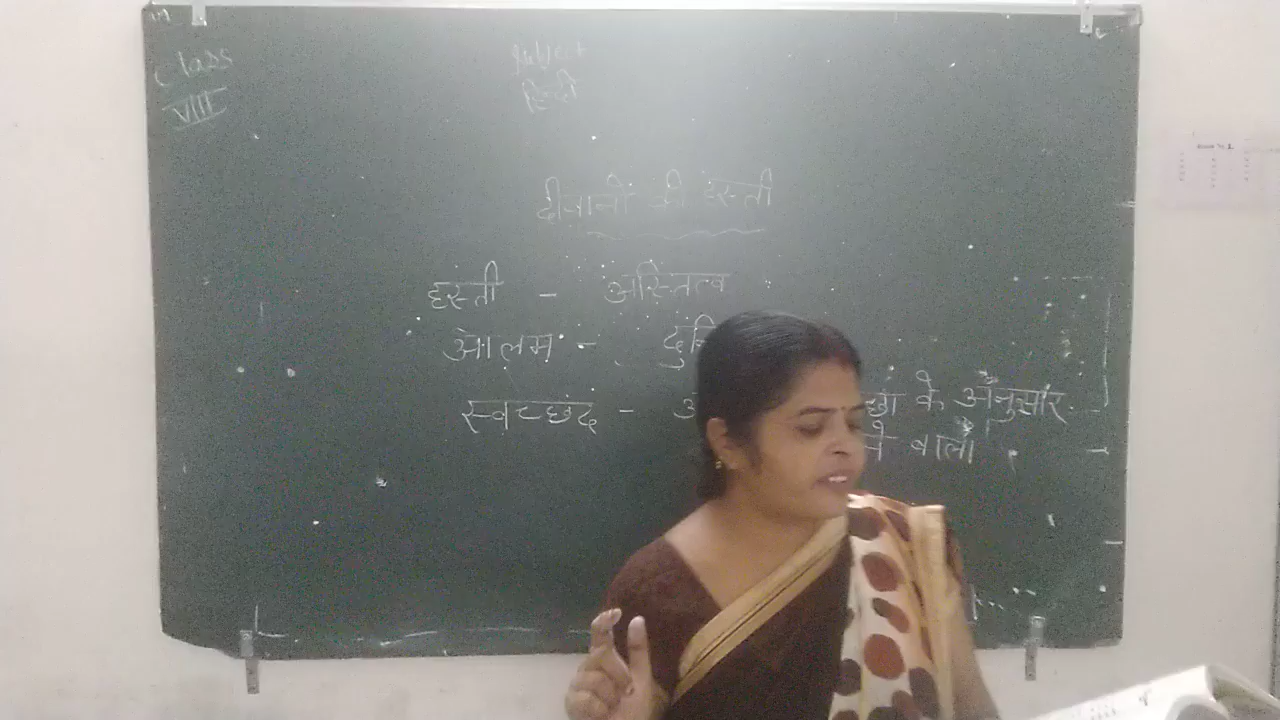 Class
VIII
Subject
हिन्दी
दीवानों की हस्ती
हस्ती - अस्तित्व
आलम -
स्वच्छंद - के अनुसार
वाला